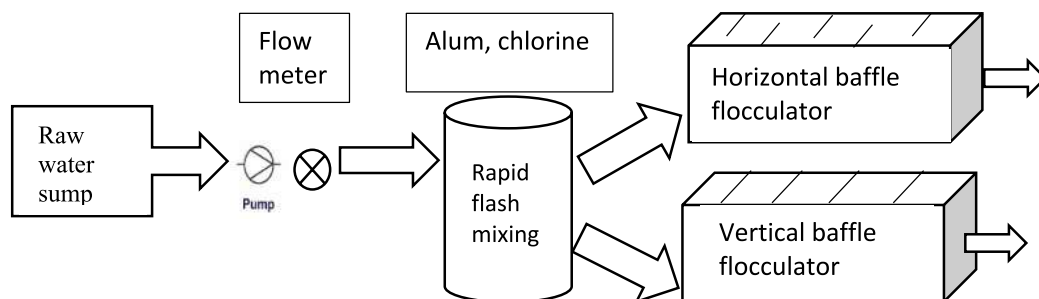 Flow
meter
Alum, chlorine
Horizontal baffle
flocculator
Raw
water
sump
Pump
Rapid
flash
mixing
Vertical baffle
flocculator